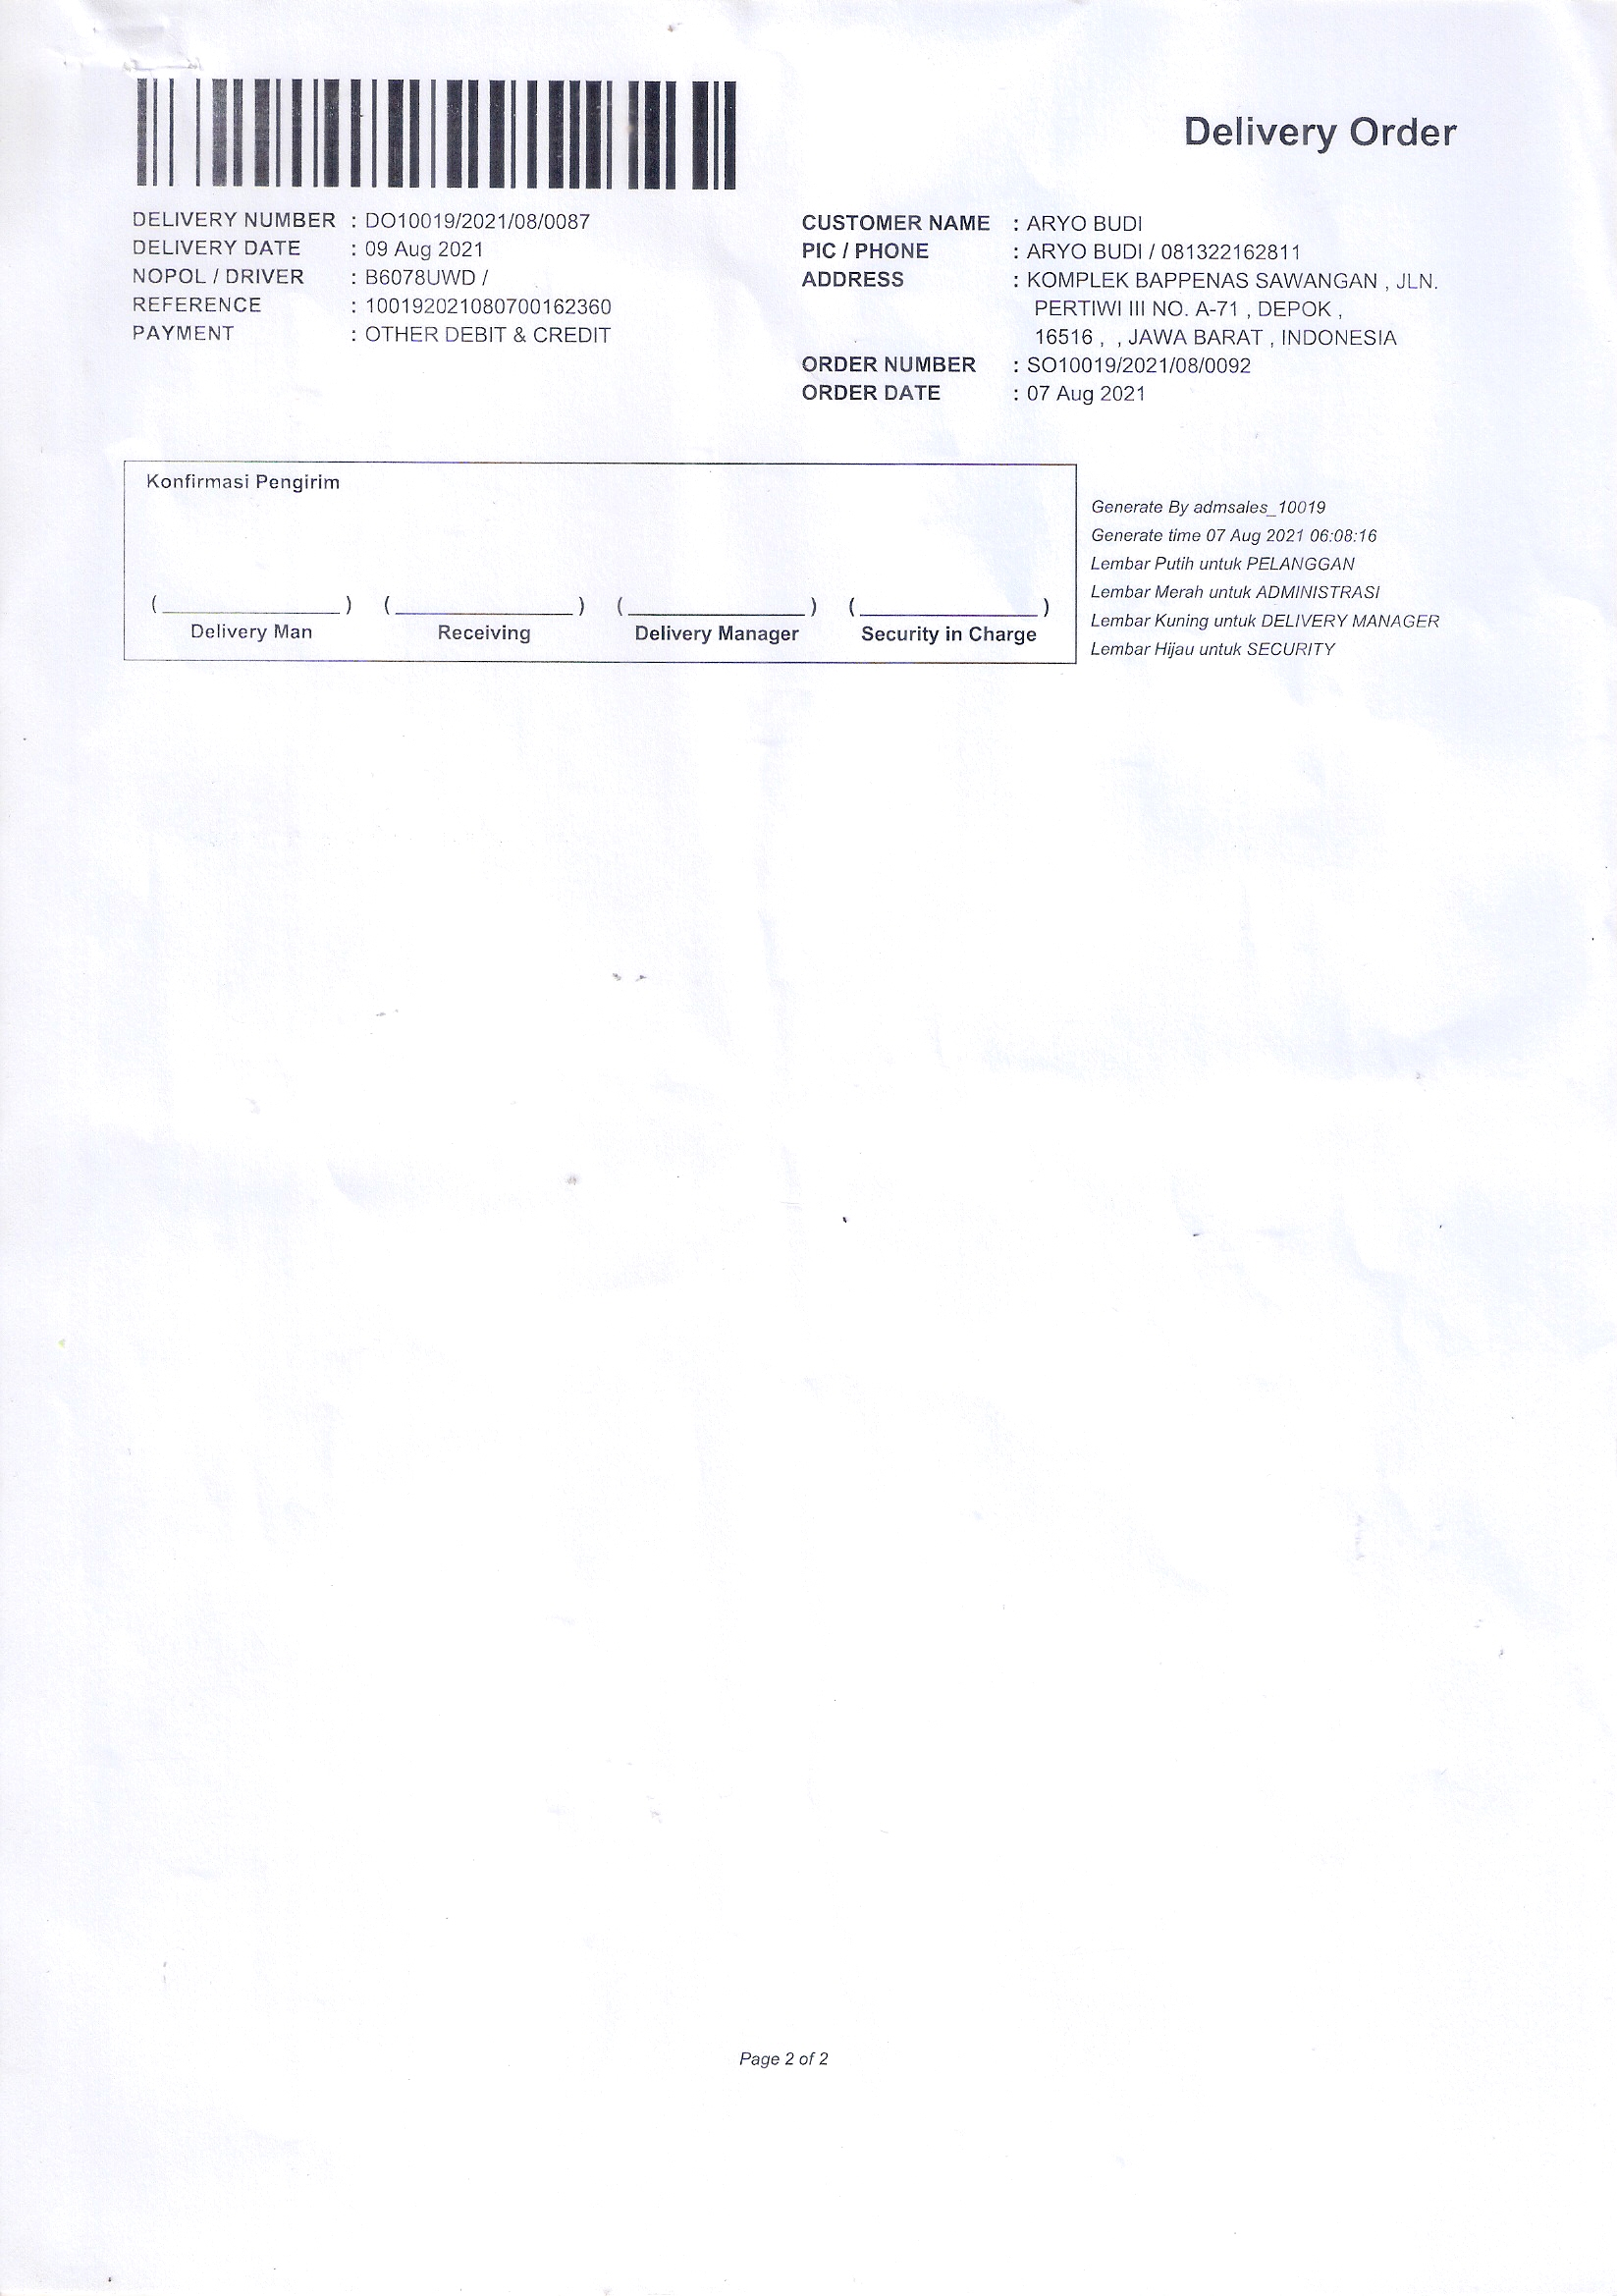 Delivery Order
DELIVERY NUMBER : DO10019/2021/08/0087
DELIVERY DATE : 09 Aug 2021
NOPOL / DRIVER : B6078UWD /
REFERENCE : 100192021080700162360
PAYMENT : OTHER DEBIT & CREDIT
CUSTOMER NAME : ARYO BUDI
PIC / PHONE : ARYO BUDI / 081322162811
ADDRESS : KOMPLEK BAPPENAS SAWANGAN , JLN.
PERTIWI III NO. A-71 , DEPOK ,
16516 , , JAWA BARAT , INDONESIA
ORDER NUMBER : SO10019/2021/08/0092
ORDER DATE : 07 Aug 2021
Konfirmasi Pengirim
(_______________) (_______________) (_______________) (_______________)
Delivery Man Receiving Delivery Manager Security in Charge
Generate By admsales_10019
Generate time 07 Aug 2021 06:08:16
Lembar Putih untuk PELANGGAN
Lembar Merah untuk ADMINISTRASI
Lembar Kuning untuk DELIVERY MANAGER
Lembar Hijau untuk SECURITY
Page 2 of 2